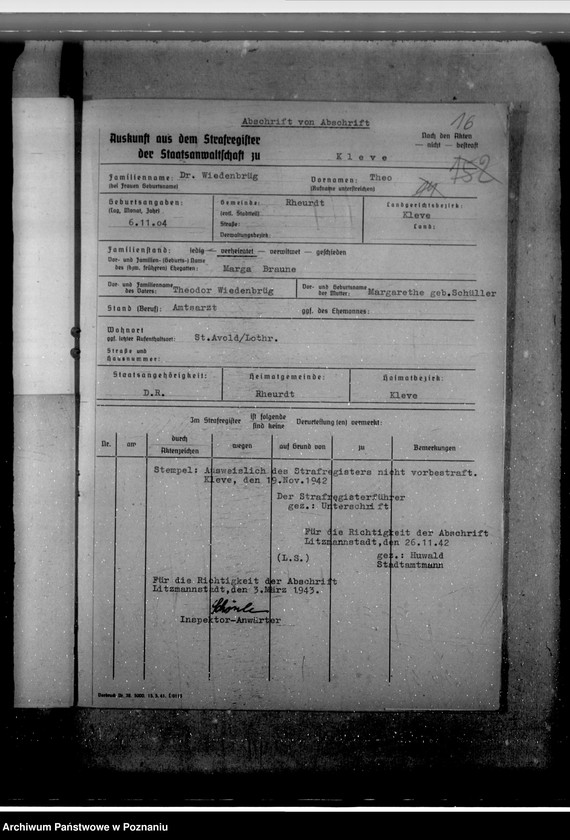 Abschrift von Abschrift
16
Auskunft aus dem Strafregister
der Staatsanwaltschaft zu Kleve
Nach den Akten
— nicht — bestraft
152
Familienname: Dr. Wiedenbrüg
(bei Frauen Geburtsname)
Vornamen: Theo
(Rufname unterstreichen)
Geburtsangaben:
(Tag, Monat, Jahr)
6.11.04
Gemeinde: Rheurdt
(evtl. Stadtteil)
Straße:
Verwaltungsbezirk:
Landgerichtsbezirk:
Kleve
Land:
Familienstand: ledig — verheiratet — verwitwet — geschieden
Vor- und Familien- (Geburts-) Name
des (bzw. früheren) Ehegatten: Marga Braune
Vor- und Familienname
des Vaters: Theodor Wiedenbrüg
Vor- und Geburtsname
der Mutter: Margarethe geb.Schüller
Stand (Beruf): Amtsarzt
ggf. des Ehemannes:
Wohnort
ggf. letzter Aufenthaltsort: St.Avold/Lothr.
Straße und
Hausnummer:
Staatsangehörigkeit: Heimatgemeinde: Heimatbezirk:
D.R. Rheurdt Kleve
Im Strafregister ist folgende
sind keine Verurteilung (en) vermerkt:
Nr. am durch
Aktenzeichen wegen auf Grund von zu Bemerkungen
Stempel: Ausweislich des Strafregisters nicht vorbestraft.
Kleve, den 19.Nov.1942
Der Strafregisterführer
gez.: Unterschrift
Für die Richtigkeit der Abschrift
Litzmannstadt,den 26.11.42
(L.S.) gez.: Huwald
Stadtamtmann
Für die Richtigkeit der Abschrift
Litzmannstadt,den 3.März 1943.
Schönle
Inspektor-Anwärter
Archiwum Państwowe w Poznaniu